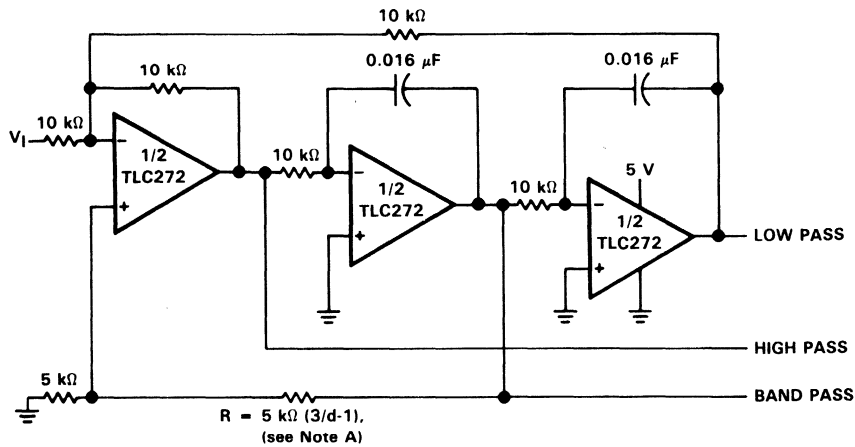 10 kΩ
10 kΩ
0.016 μF
0.016 μF
10 kΩ
VI
−
+
1/2
TLC272
10 kΩ
−
+
1/2
TLC272
10 kΩ
5 V
−
+
1/2
TLC272
LOW PASS
HIGH PASS
5 kΩ
BAND PASS
R = 5 kΩ (3/d-1),
(see Note A)